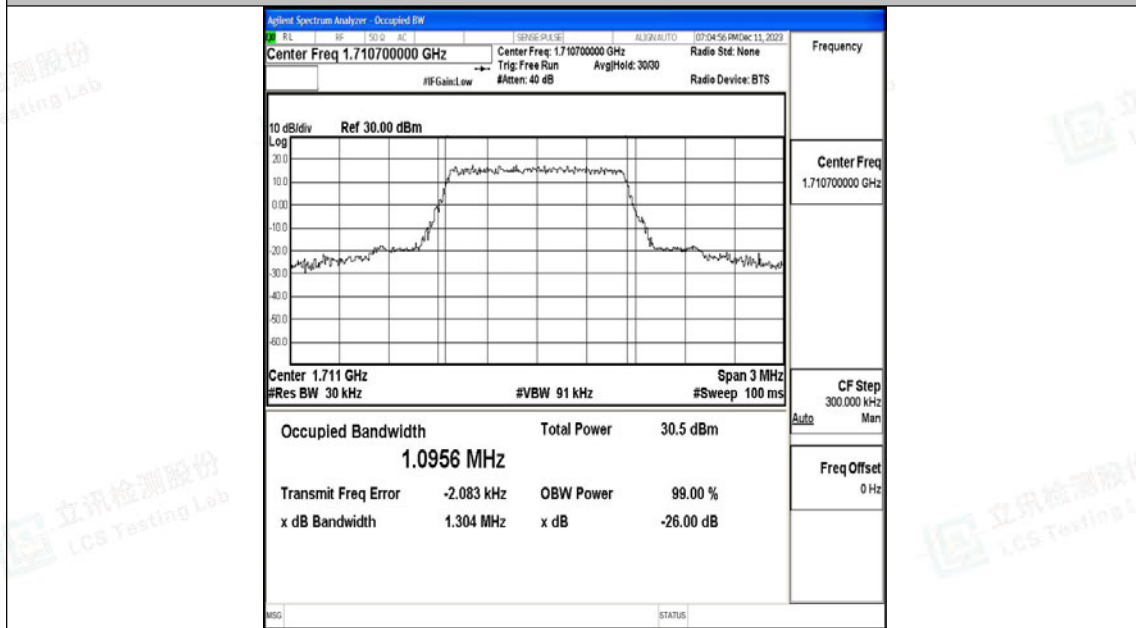 Agilent Spectrum Analyzer - Occupied BW
RL RF 50 Ω AC SENSE:PULSE ALIGNAUTO 07:04:56 PM Dec 11, 2023
Center Freq 1.710700000 GHz
Center Freq: 1.710700000 GHz
Radio Std: None
Trig: Free Run Avg|Hold: 30/30
#IFGain:Low
#Atten: 40 dB
Radio Device: BTS
10 dB/div Ref 30.00 dBm
Log
20.0
10.0
0.00
-10.0
-20.0
-30.0
-40.0
-50.0
-60.0
Center 1.711 GHz
Span 3 MHz
#Res BW 30 kHz
#VBW 91 kHz
#Sweep 100 ms
Occupied Bandwidth
Total Power 30.5 dBm
1.0956 MHz
Transmit Freq Error -2.083 kHz
OBW Power 99.00 %
x dB Bandwidth 1.304 MHz
x dB -26.00 dB
MSG
STATUS
Frequency
Center Freq
1.710700000 GHz
CF Step
300.000 kHz
Auto Man
Freq Offset
0 Hz
立讯检测股份
LCS Testing Lab